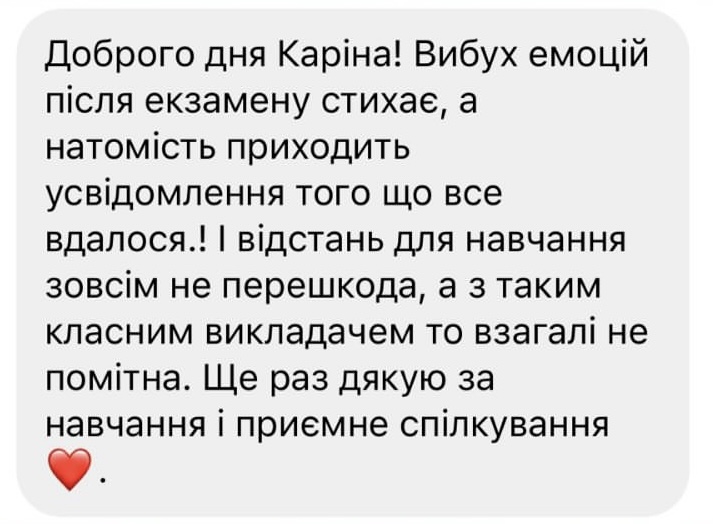 Доброго дня Каріна! Вибух емоцій
після екзамену стихає, а
натомість приходить
усвідомлення того що все
вдалося.! І відстань для навчання
зовсім не перешкода, а з таким
класним викладачем то взагалі не
помітна. Ще раз дякую за
навчання і приємне спілкування
❤️.